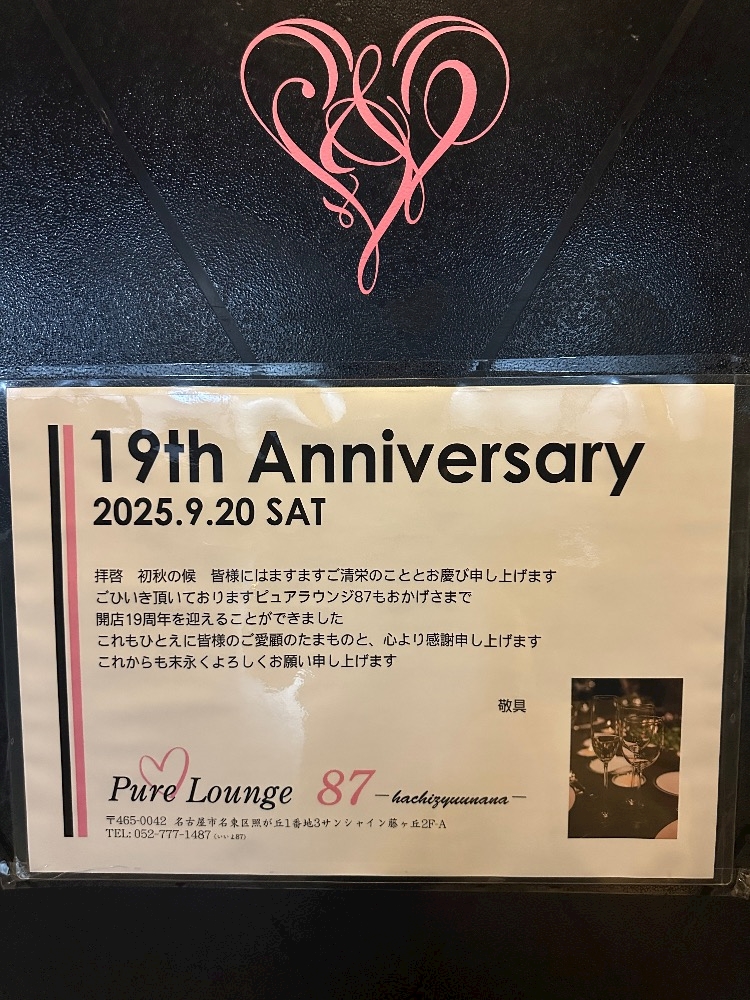 19th Anniversary
2025.9.20 SAT
拝啓　初秋の候　皆様にはますますご清栄のこととお慶び申し上げます
ごひいき頂いておりますピュアラウンジ87もおかげさまで
開店19周年を迎えることができました
これもひとえに皆様のご愛顧のたまものと、心より感謝申し上げます
これからも末永くよろしくお願い申し上げます
敬具
Pure Lounge 87 －hachizyuunana－
〒465-0042 名古屋市名東区照が丘1番地3サンシャイン藤ヶ丘2F-A
TEL: 052-777-1487 (いいよ87)